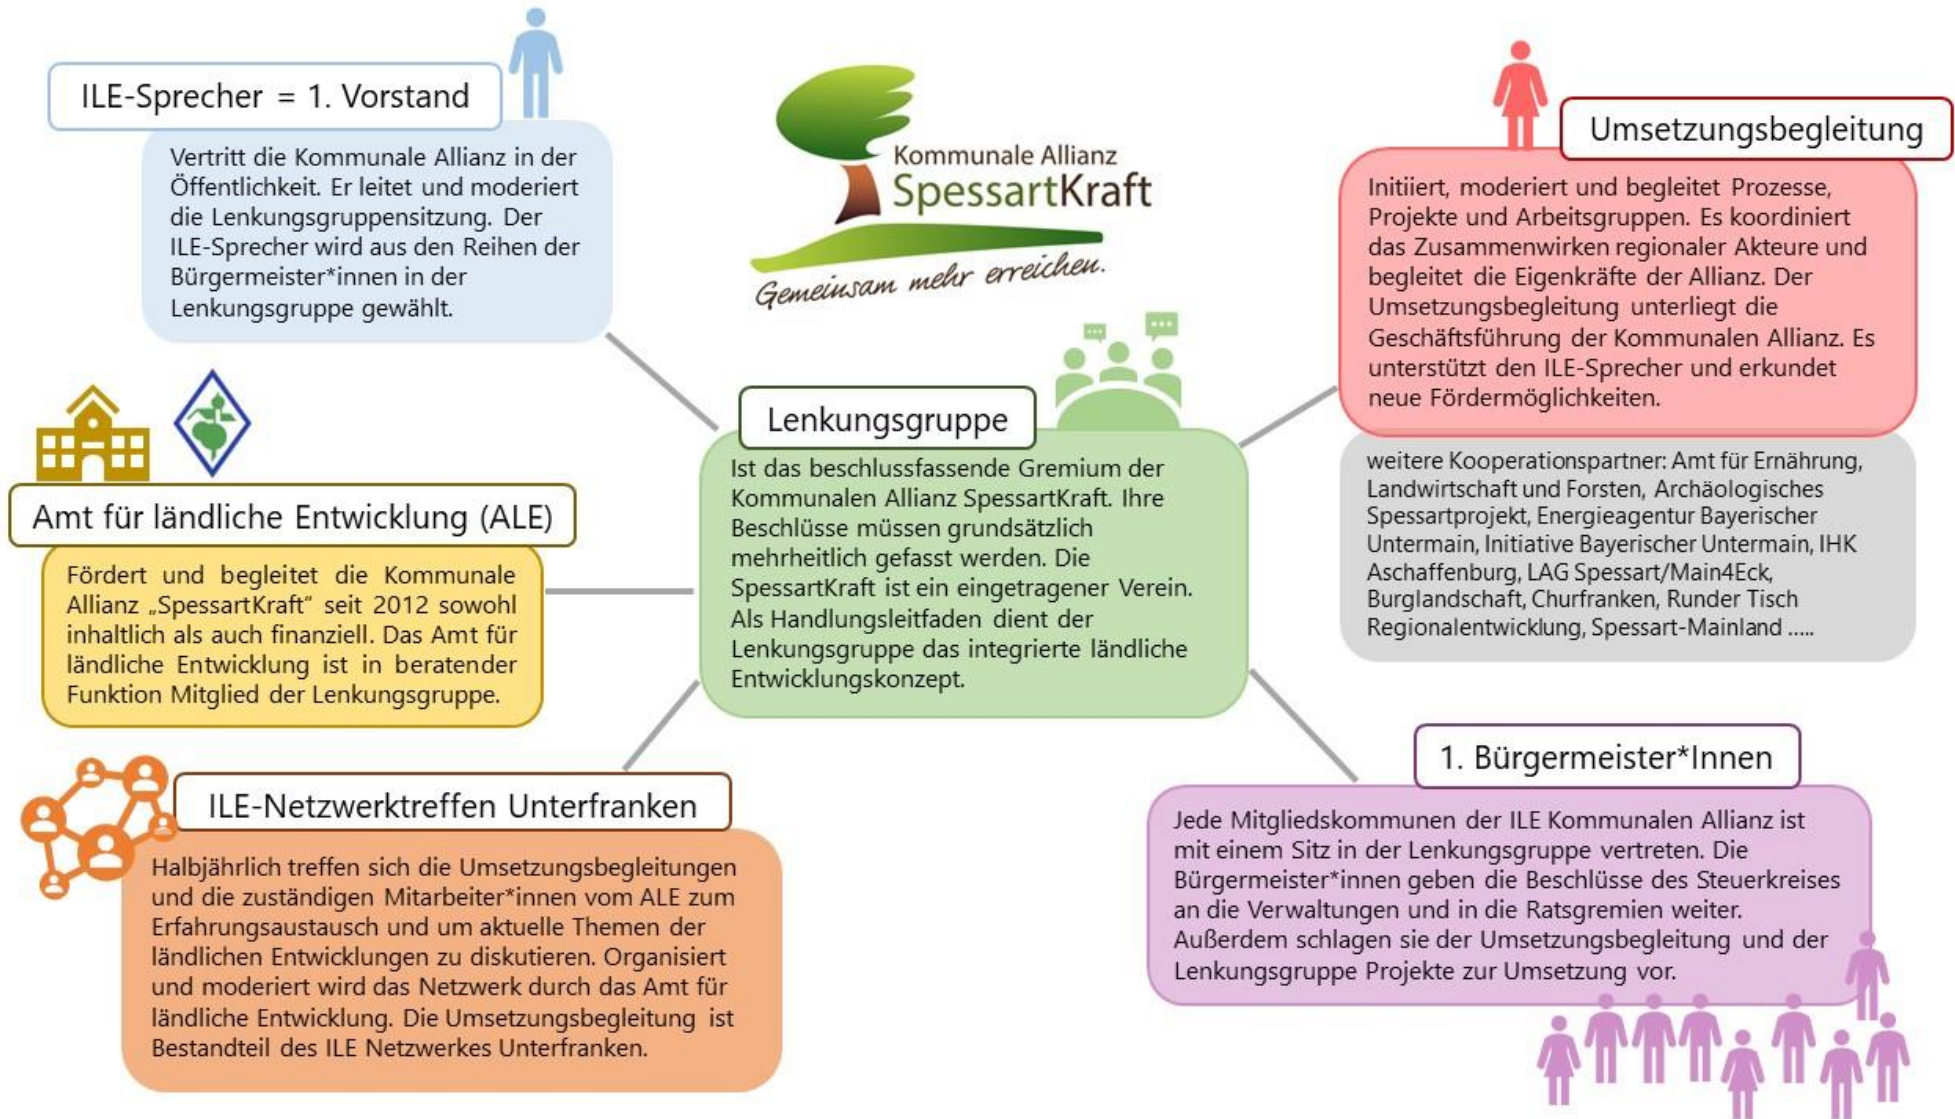 ILE-Sprecher = 1. Vorstand
Vertritt die Kommunale Allianz in der
Öffentlichkeit. Er leitet und moderiert
die Lenkungsgruppensitzung. Der
ILE-Sprecher wird aus den Reihen der
Bürgermeister*innen in der
Lenkungsgruppe gewählt.
Kommunale Allianz
SpessartKraft
Gemeinsam mehr erreichen.
Umsetzungsbegleitung
Initiiert, moderiert und begleitet Prozesse,
Projekte und Arbeitsgruppen. Es koordiniert
das Zusammenwirken regionaler Akteure und
begleitet die Eigenkräfte der Allianz. Der
Umsetzungsbegleitung unterliegt die
Geschäftsführung der Kommunalen Allianz. Es
unterstützt den ILE-Sprecher und erkundet
neue Fördermöglichkeiten.
weitere Kooperationspartner: Amt für Ernährung,
Landwirtschaft und Forsten, Archäologisches
Spessartprojekt, Energieagentur Bayerischer
Untermain, Initiative Bayerischer Untermain, IHK
Aschaffenburg, LAG Spessart/Main4Eck,
Burglandschaft, Churfranken, Runder Tisch
Regionalentwicklung, Spessart-Mainland .....
Amt für ländliche Entwicklung (ALE)
Fördert und begleitet die Kommunale
Allianz „SpessartKraft" seit 2012 sowohl
inhaltlich als auch finanziell. Das Amt für
ländliche Entwicklung ist in beratender
Funktion Mitglied der Lenkungsgruppe.
Lenkungsgruppe
Ist das beschlussfassende Gremium der
Kommunalen Allianz SpessartKraft. Ihre
Beschlüsse müssen grundsätzlich
mehrheitlich gefasst werden. Die
SpessartKraft ist ein eingetragener Verein.
Als Handlungsleitfaden dient der
Lenkungsgruppe das integrierte ländliche
Entwicklungskonzept.
ILE-Netzwerktreffen Unterfranken
Halbjährlich treffen sich die Umsetzungsbegleitungen
und die zuständigen Mitarbeiter*innen vom ALE zum
Erfahrungsaustausch und um aktuelle Themen der
ländlichen Entwicklungen zu diskutieren. Organisiert
und moderiert wird das Netzwerk durch das Amt für
ländliche Entwicklung. Die Umsetzungsbegleitung ist
Bestandteil des ILE Netzwerkes Unterfranken.
1. Bürgermeister*Innen
Jede Mitgliedskommunen der ILE Kommunalen Allianz ist
mit einem Sitz in der Lenkungsgruppe vertreten. Die
Bürgermeister*innen geben die Beschlüsse des Steuerkreises
an die Verwaltungen und in die Ratsgremien weiter.
Außerdem schlagen sie der Umsetzungsbegleitung und der
Lenkungsgruppe Projekte zur Umsetzung vor.